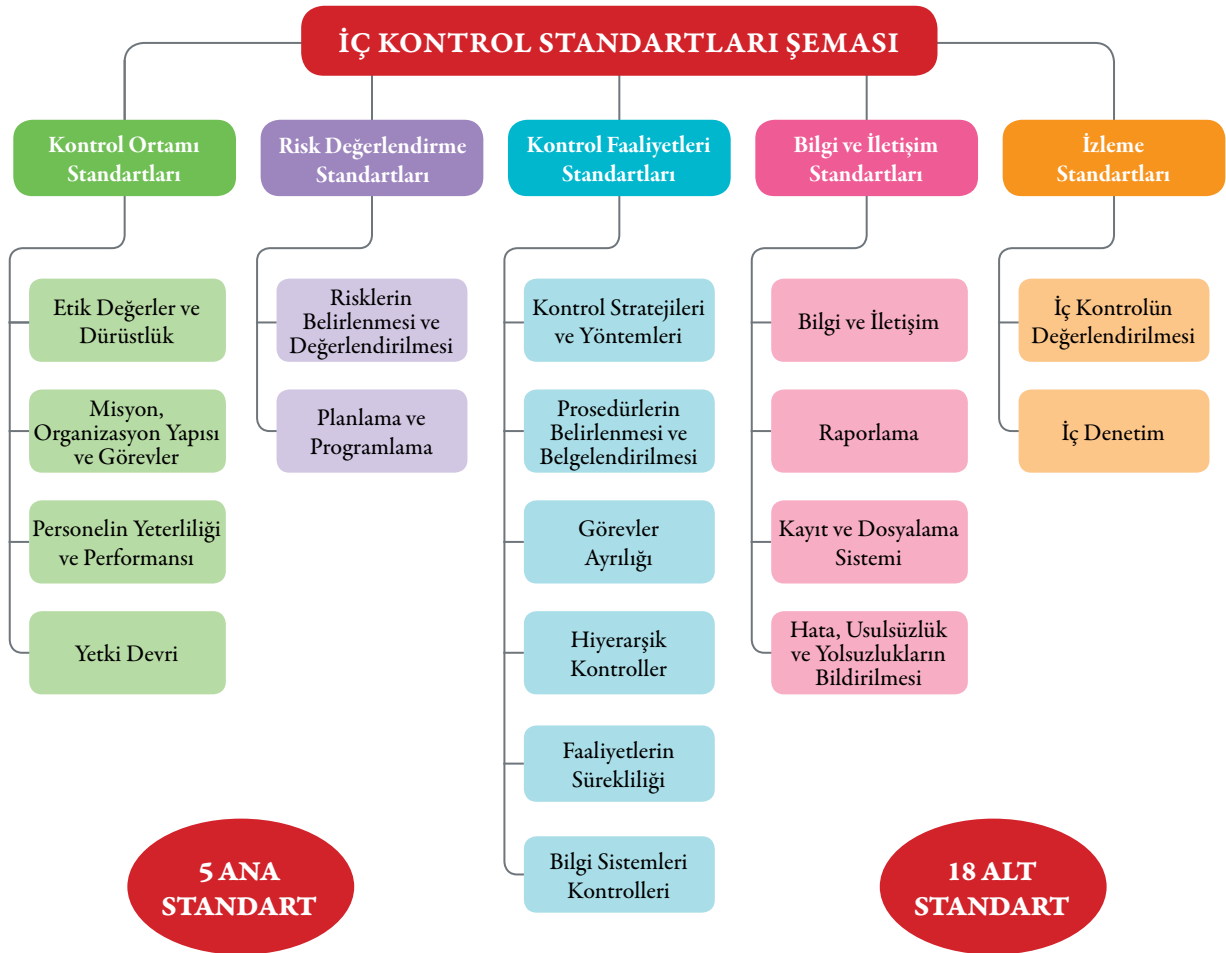 İÇ KONTROL STANDARTLARI ŞEMASI
Kontrol Ortamı
Standartları
Risk Değerlendirme
Standartları
Kontrol Faaliyetleri
Standartları
Bilgi ve İletişim
Standartları
İzleme
Standartları
Etik Değerler ve
Dürüstlük
Misyon,
Organizasyon Yapısı
ve Görevler
Personelin Yeterliliği
ve Performansı
Yetki Devri
Risklerin
Belirlenmesi ve
Değerlendirilmesi
Planlama ve
Programlama
Kontrol Stratejileri
ve Yöntemleri
Prosedürlerin
Belirlenmesi ve
Belgelendirilmesi
Görevler
Ayrılığı
Hiyerarşik
Kontroller
Faaliyetlerin
Sürekliliği
Bilgi Sistemleri
Kontrolleri
Bilgi ve İletişim
Raporlama
Kayıt ve Dosyalama
Sistemi
Hata, Usulsüzlük
ve Yolsuzlukların
Bildirilmesi
İç Kontrolün
Değerlendirilmesi
İç Denetim
5 ANA
STANDART
18 ALT
STANDART